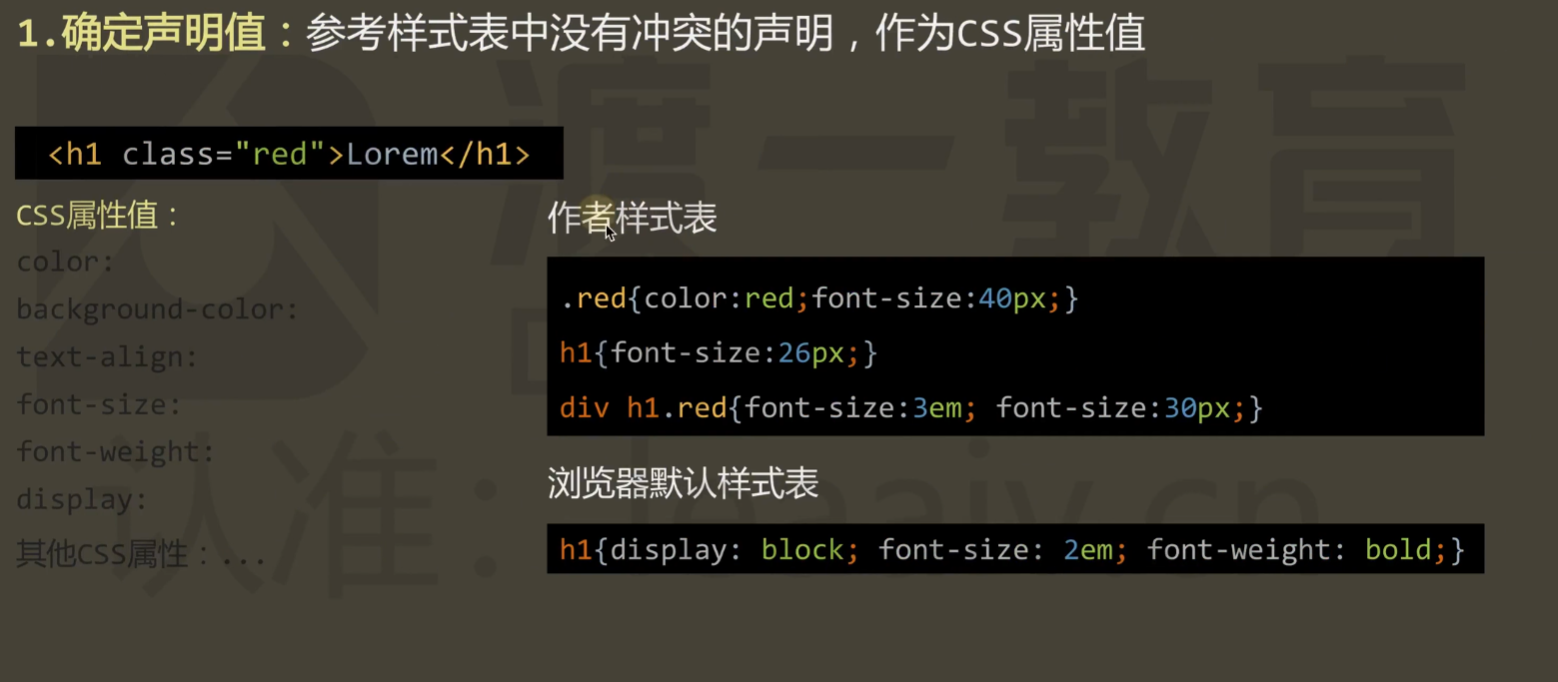 1.确定声明值：参考样式表中没有冲突的声明，作为CSS属性值
<h1 class="red">Lorem</h1>
CSS属性值：
color:
background-color:
text-align:
font-size:
font-weight:
display:
其他CSS属性：...
作者样式表
.red{color:red;font-size:40px;}
h1{font-size:26px;}
div h1.red{font-size:3em; font-size:30px;}
浏览器默认样式表
h1{display: block; font-size: 2em; font-weight: bold;}
渡一教育